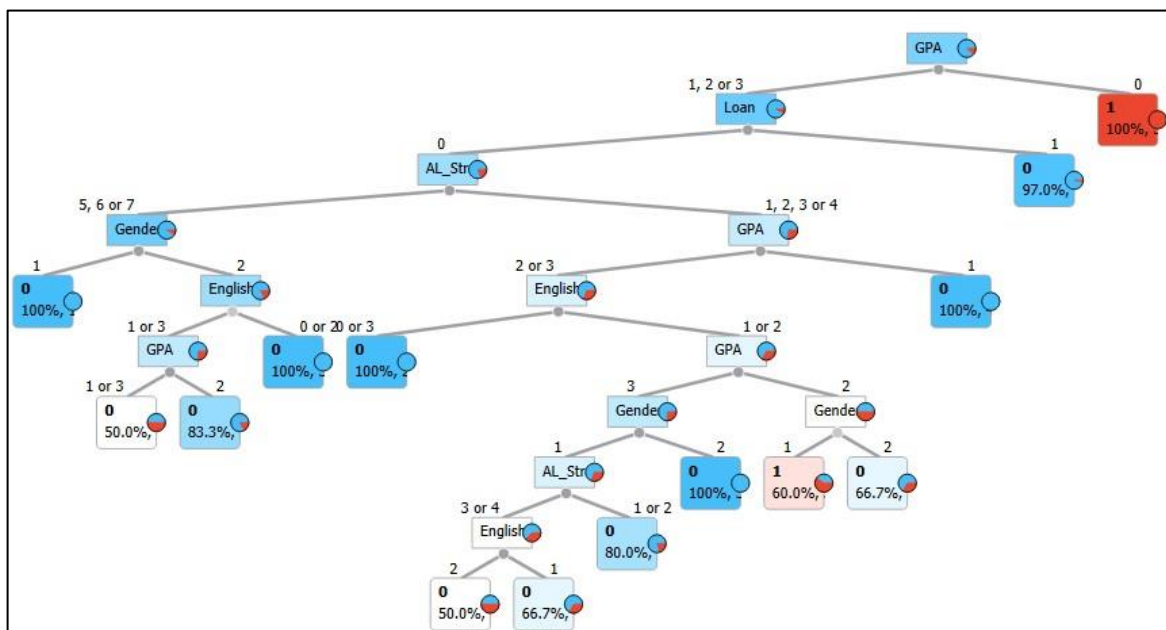 GPA
1, 2 or 3
0
Loan
1
100%,
0
1
AL_Str
0
97.0%,
5, 6 or 7
1, 2, 3 or 4
Gende
GPA
1
2
2 or 3
1
0
100%,
English
English
0
100%,
1 or 3
0 or 2
0 or 3
1 or 2
GPA
0
100%,
0
100%, 2
GPA
1 or 3
2
3
2
0
50.0%,
0
83.3%,
Gende
Gende
1
2
1
2
AL_Str
0
100%,
1
60.0%,
0
66.7%,
3 or 4
1 or 2
English
0
80.0%,
2
1
0
50.0%,
0
66.7%,